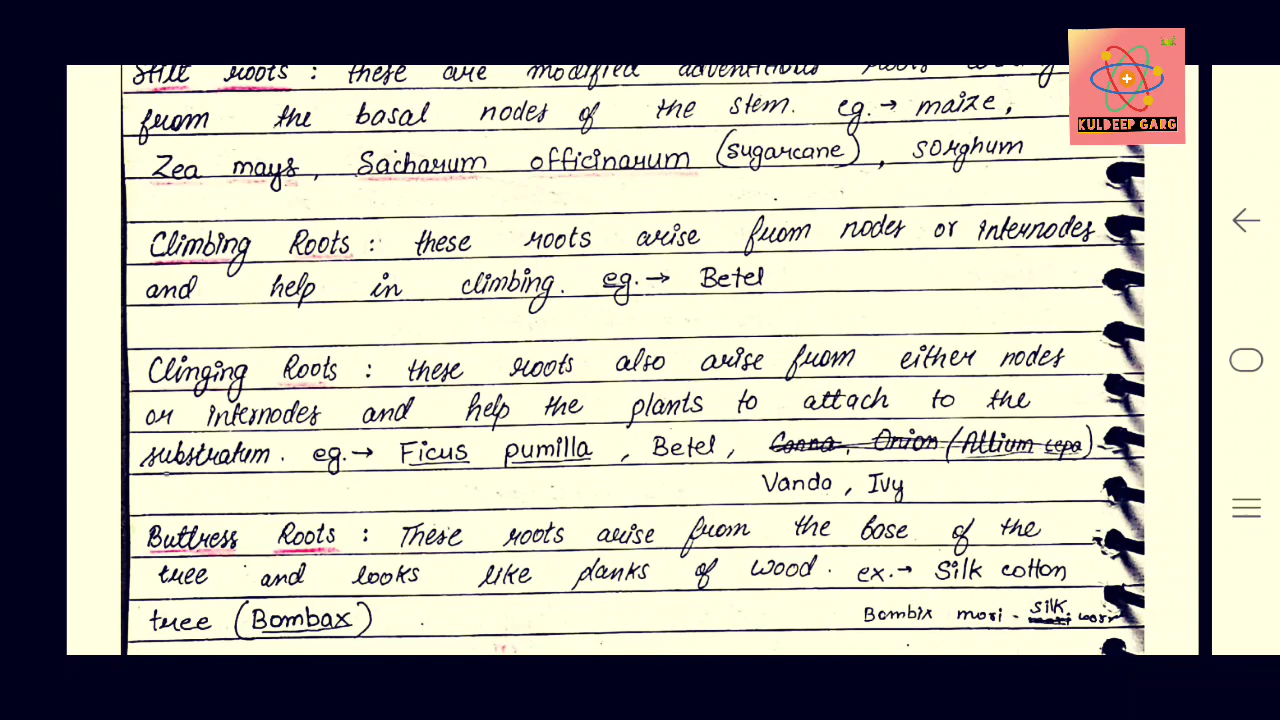 Stilt roots : these are modified adventitious roots
KULDEEP GARG
from the basal nodes of the stem. eg. → maize,
Zea mays, Sacharum officinarum (sugarcane), sorghum
Climbing Roots : these roots arise from nodes or internodes
and help in climbing. eg. → Betel
Clinging Roots : these roots also arise from either nodes
or internodes and help the plants to attach to the
substratum. eg. → Ficus pumilla, Betel, Canna, Onion (Allium cepa)
Vanda, Ivy
Buttress Roots : These roots arise from the base of the
tree and looks like planks of wood. ex. → Silk cotton
tree (Bombax)
silk
Bombix mori - mori worm